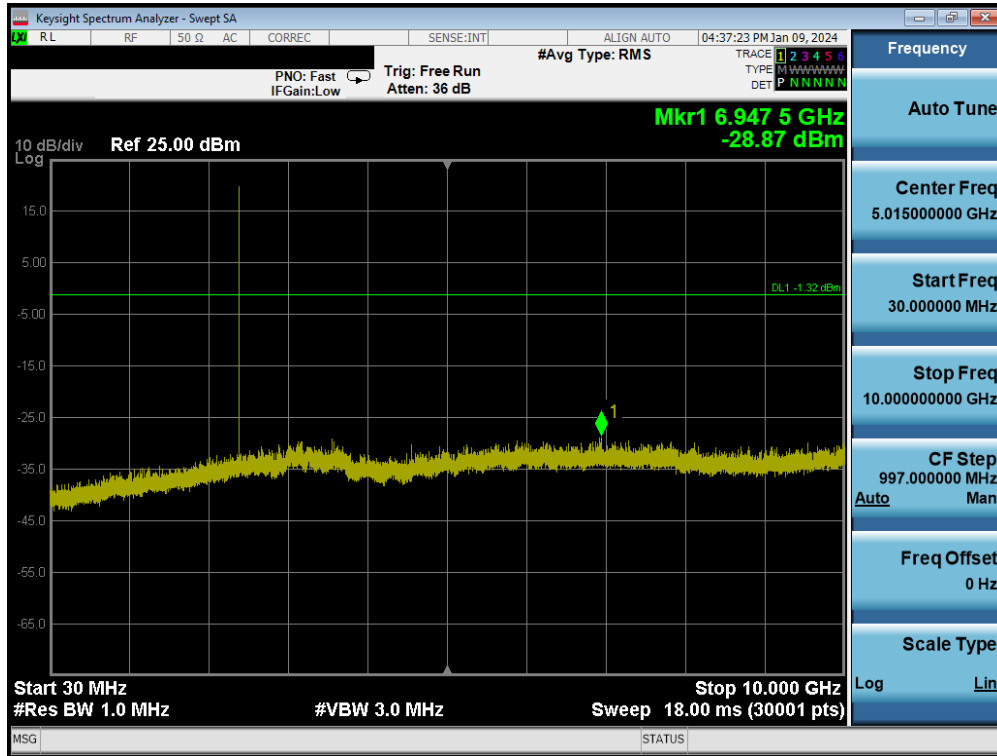 Keysight Spectrum Analyzer - Swept SA
LXI RL RF 50 Ω AC CORREC SENSE:INT ALIGN AUTO 04:37:23 PM Jan 09, 2024
Frequency
#Avg Type: RMS
TRACE 1 2 3 4 5 6
TYPE M WWWWW
DET P N N N N N
PNO: Fast
IFGain:Low
Trig: Free Run
Atten: 36 dB
Auto Tune
Mkr1 6.947 5 GHz
-28.87 dBm
10 dB/div Ref 25.00 dBm
Log
15.0
5.00
-5.00
-15.0
-25.0
-35.0
-45.0
-55.0
-65.0
DL1 -1.32 dBm
1
Center Freq
5.015000000 GHz
Start Freq
30.000000 MHz
Stop Freq
10.000000000 GHz
CF Step
997.000000 MHz
Auto Man
Freq Offset
0 Hz
Scale Type
Log Lin
Start 30 MHz Stop 10.000 GHz
#Res BW 1.0 MHz #VBW 3.0 MHz Sweep 18.00 ms (30001 pts)
MSG STATUS